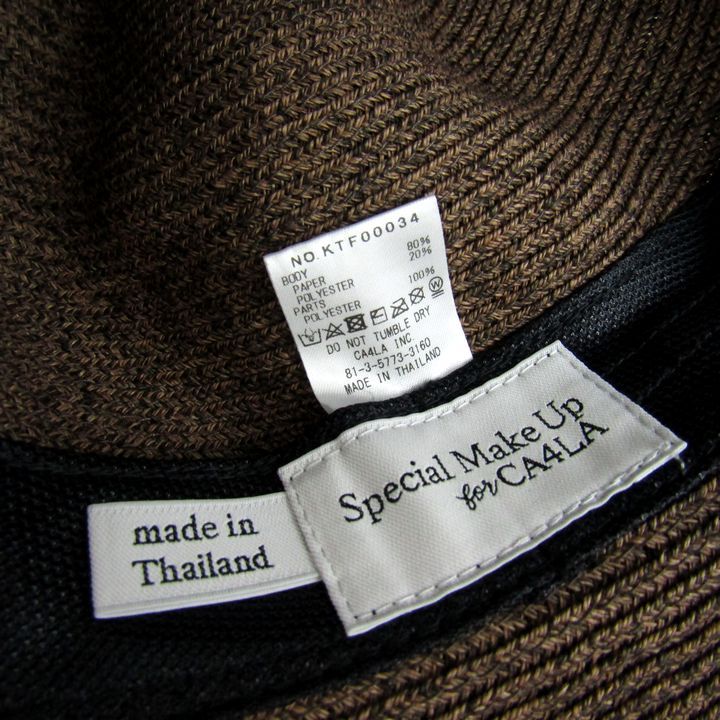 NO.KTF00034
BODY
PAPER 80%
POLYESTER 20%
PARTS
POLYESTER 100%
DO NOT TUMBLE DRY
CA4LA INC.
81-3-5773-3160
MADE IN THAILAND
Special Make Up
for CA4LA
made in
Thailand